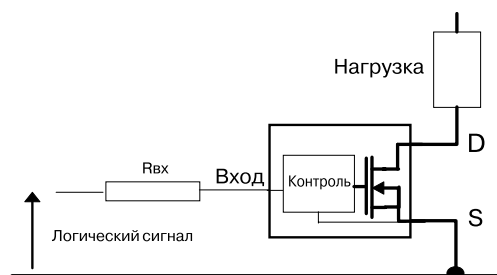 Нагрузка
D
Rвх
Вход
Контроль
S
Логический сигнал